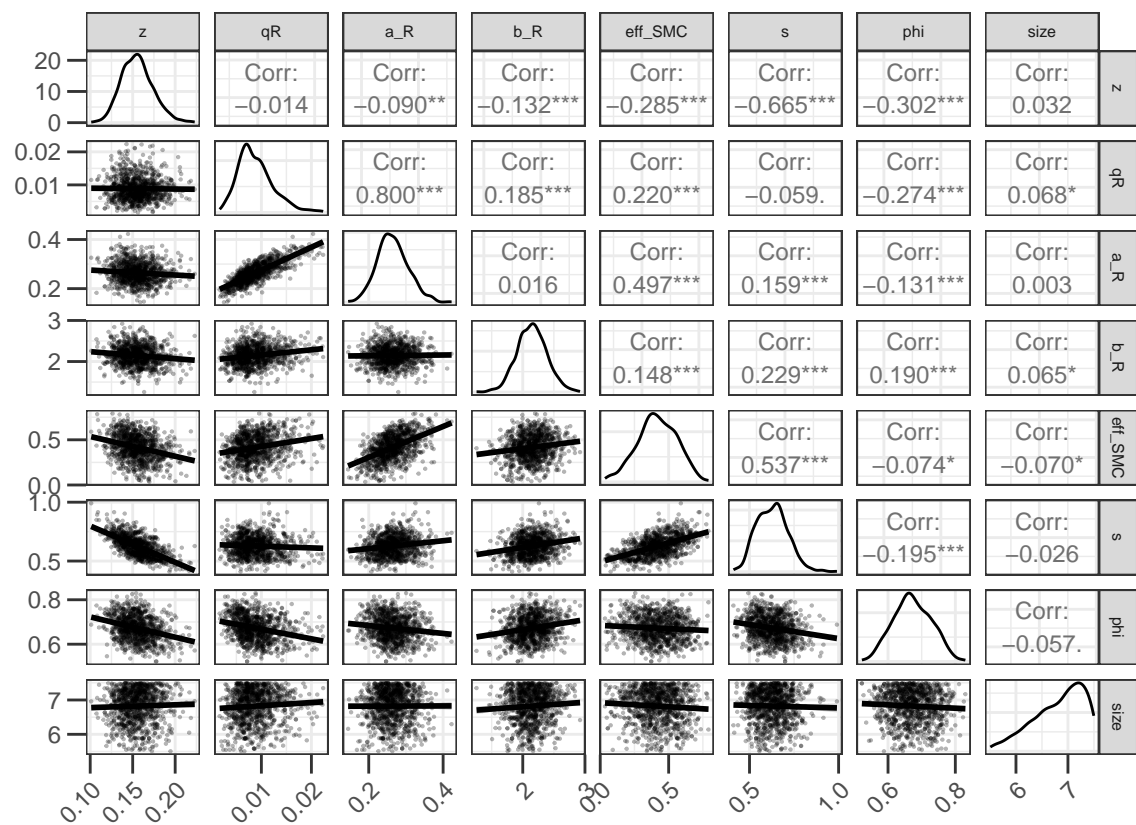 z qR a_R b_R eff_SMC s phi size
20 10 0
Corr: Corr: Corr: Corr: Corr: Corr: Corr:
−0.014 −0.090** −0.132*** −0.285*** −0.665*** −0.302*** 0.032
z
0.02 0.01
Corr: Corr: Corr: Corr: Corr: Corr:
0.800*** 0.185*** 0.220*** −0.059. −0.274*** 0.068*
qR
0.4 0.2
Corr: Corr: Corr: Corr: Corr:
0.016 0.497*** 0.159*** −0.131*** 0.003
a_R
3 2
Corr: Corr: Corr: Corr:
0.148*** 0.229*** 0.190*** 0.065*
b_R
0.5 0.0
Corr: Corr: Corr:
0.537*** −0.074* −0.070*
eff_SMC
1.0 0.5
Corr: Corr:
−0.195*** −0.026
s
0.8 0.6
Corr:
−0.057.
phi
7 6
size
0.10 0.15 0.20 0.01 0.02 0.2 0.4 2 3 0.0 0.5 0.5 1.0 0.6 0.8 6 7